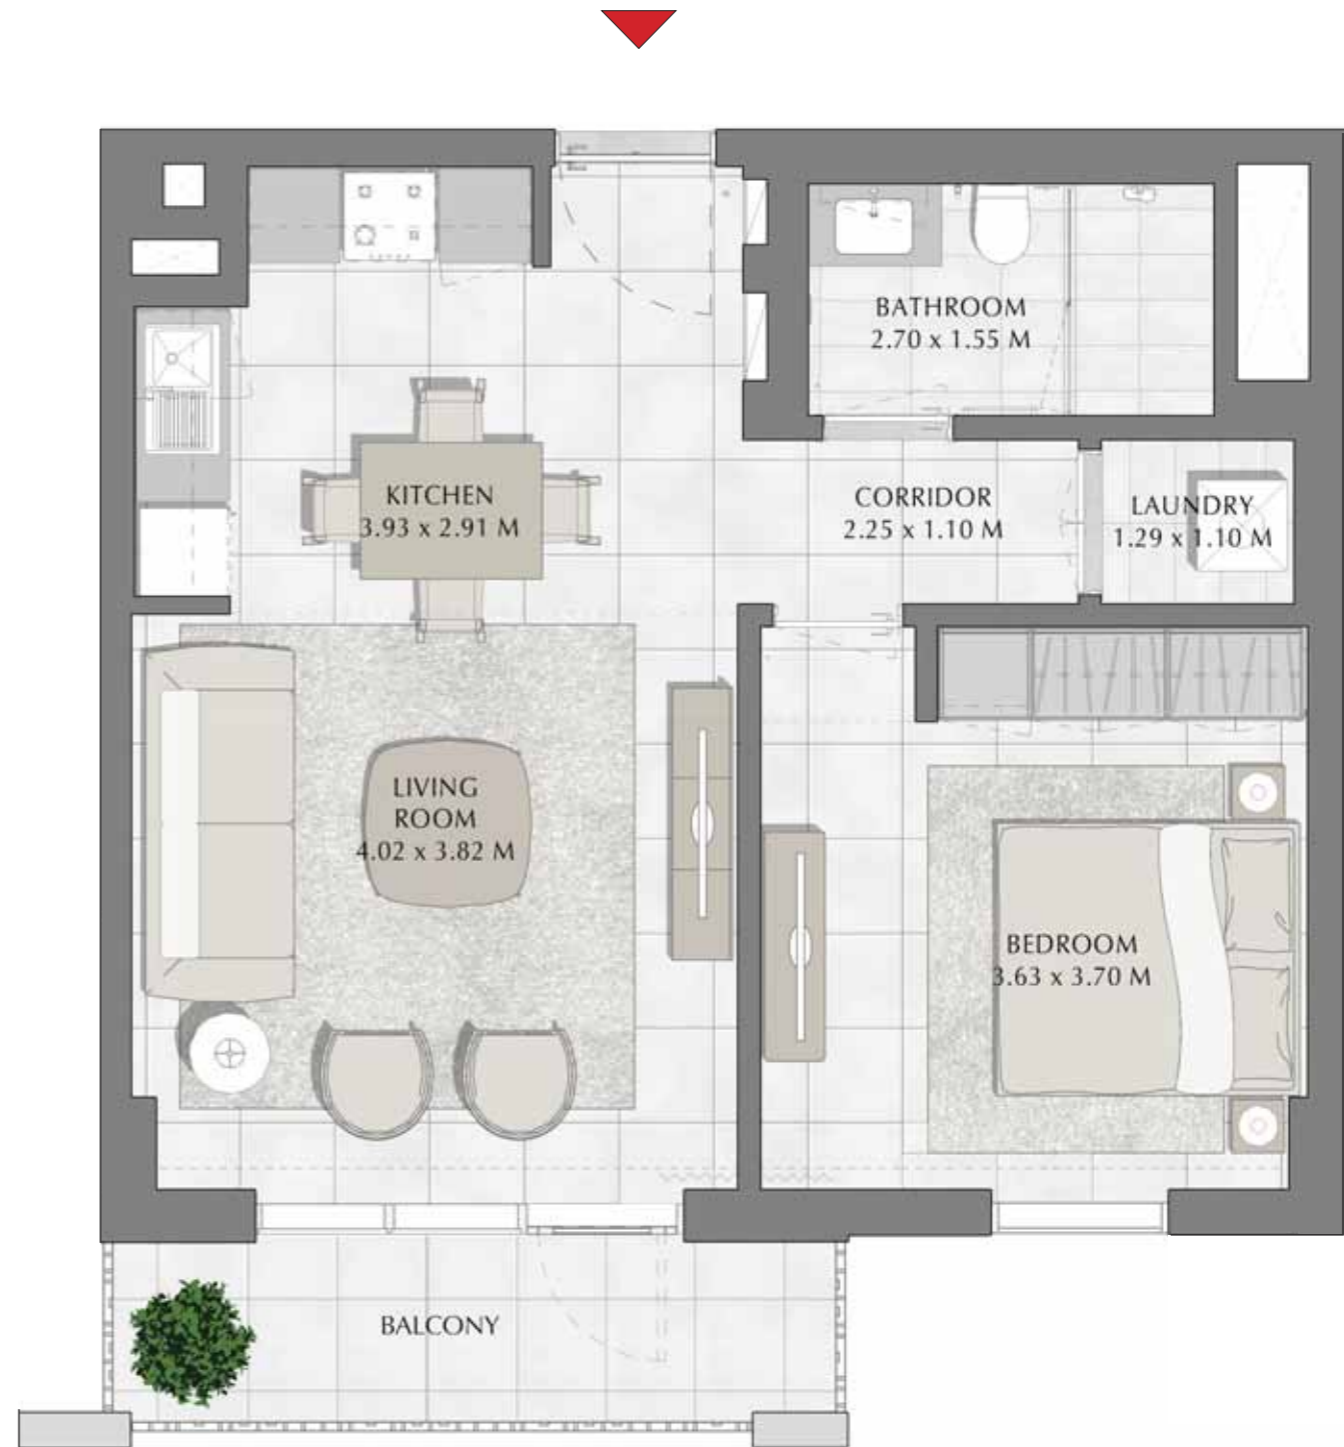 BATHROOM
2.70 x 1.55 M
KITCHEN
3.93 x 2.91 M
CORRIDOR
2.25 x 1.10 M
LAUNDRY
1.29 x 1.10 M
LIVING
ROOM
4.02 x 3.82 M
BEDROOM
3.63 x 3.70 M
BALCONY